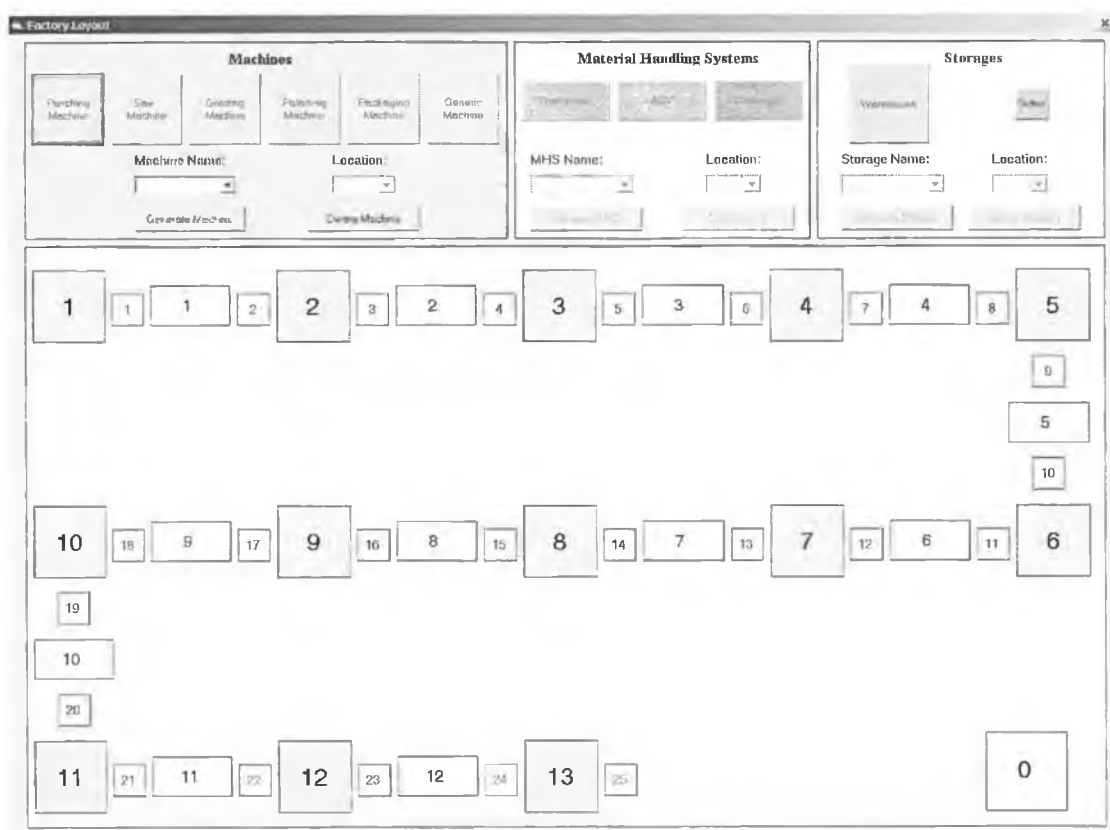 Factory Layout
Machines
Punching Machine
Saw Machine
Grinding Machine
Painting Machine
Packaging Machine
Generic Machine
Machine Name:
Location:
Generate Machine
Delete Machine
Material Handling Systems
AGV
MHS Name:
Location:
Storages
Warehouse
Buffer
Storage Name:
Location:
1 1 1 2 2 3 2 4 3 5 3 6 4 7 4 8 5
9
5
10
10 18 9 17 9 16 8 15 8 14 7 13 7 12 6 11 6
19
10
20
11 21 11 22 12 23 12 24 13 25 0